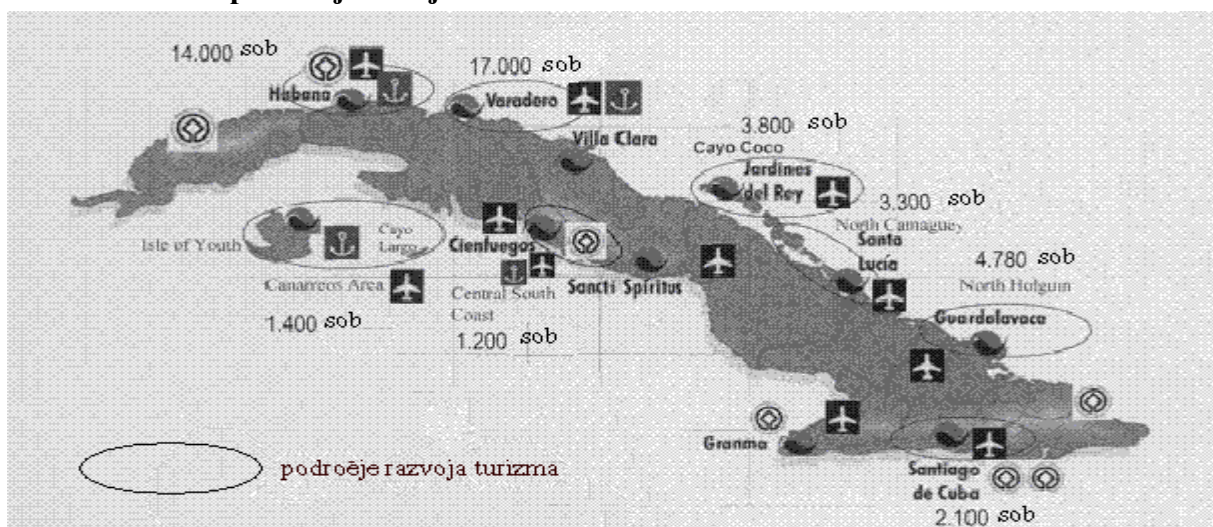 14.000 sob
Habana
17.000 sob
Varadero
Villa Clara
3.800 sob
Cayo Coco
Jardines
del Rey
3.300 sob
North Camaguey
Santa
Lucía
4.780 sob
North Holguin
Guardalavaca
Isle of Youth
Cayo
Largo
Canarreos Area
1.400 sob
Cienfuegos
Central South
Coast
1.200 sob
Sancti Spíritus
Granma
Santiago
de Cuba
2.100 sob
področje razvoja turizma